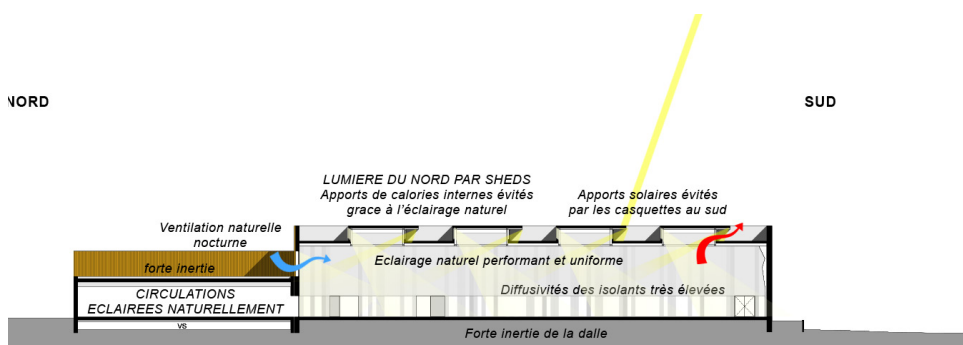 NORD
SUD
LUMIERE DU NORD PAR SHEDS
Apports de calories internes évités
grace à l'éclairage naturel
Apports solaires évités
par les casquettes au sud
Ventilation naturelle
nocturne
forte inertie
Eclairage naturel performant et uniforme
CIRCULATIONS
ECLAIREES NATURELLEMENT
Diffusivités des isolants très élevées
vs
Forte inertie de la dalle